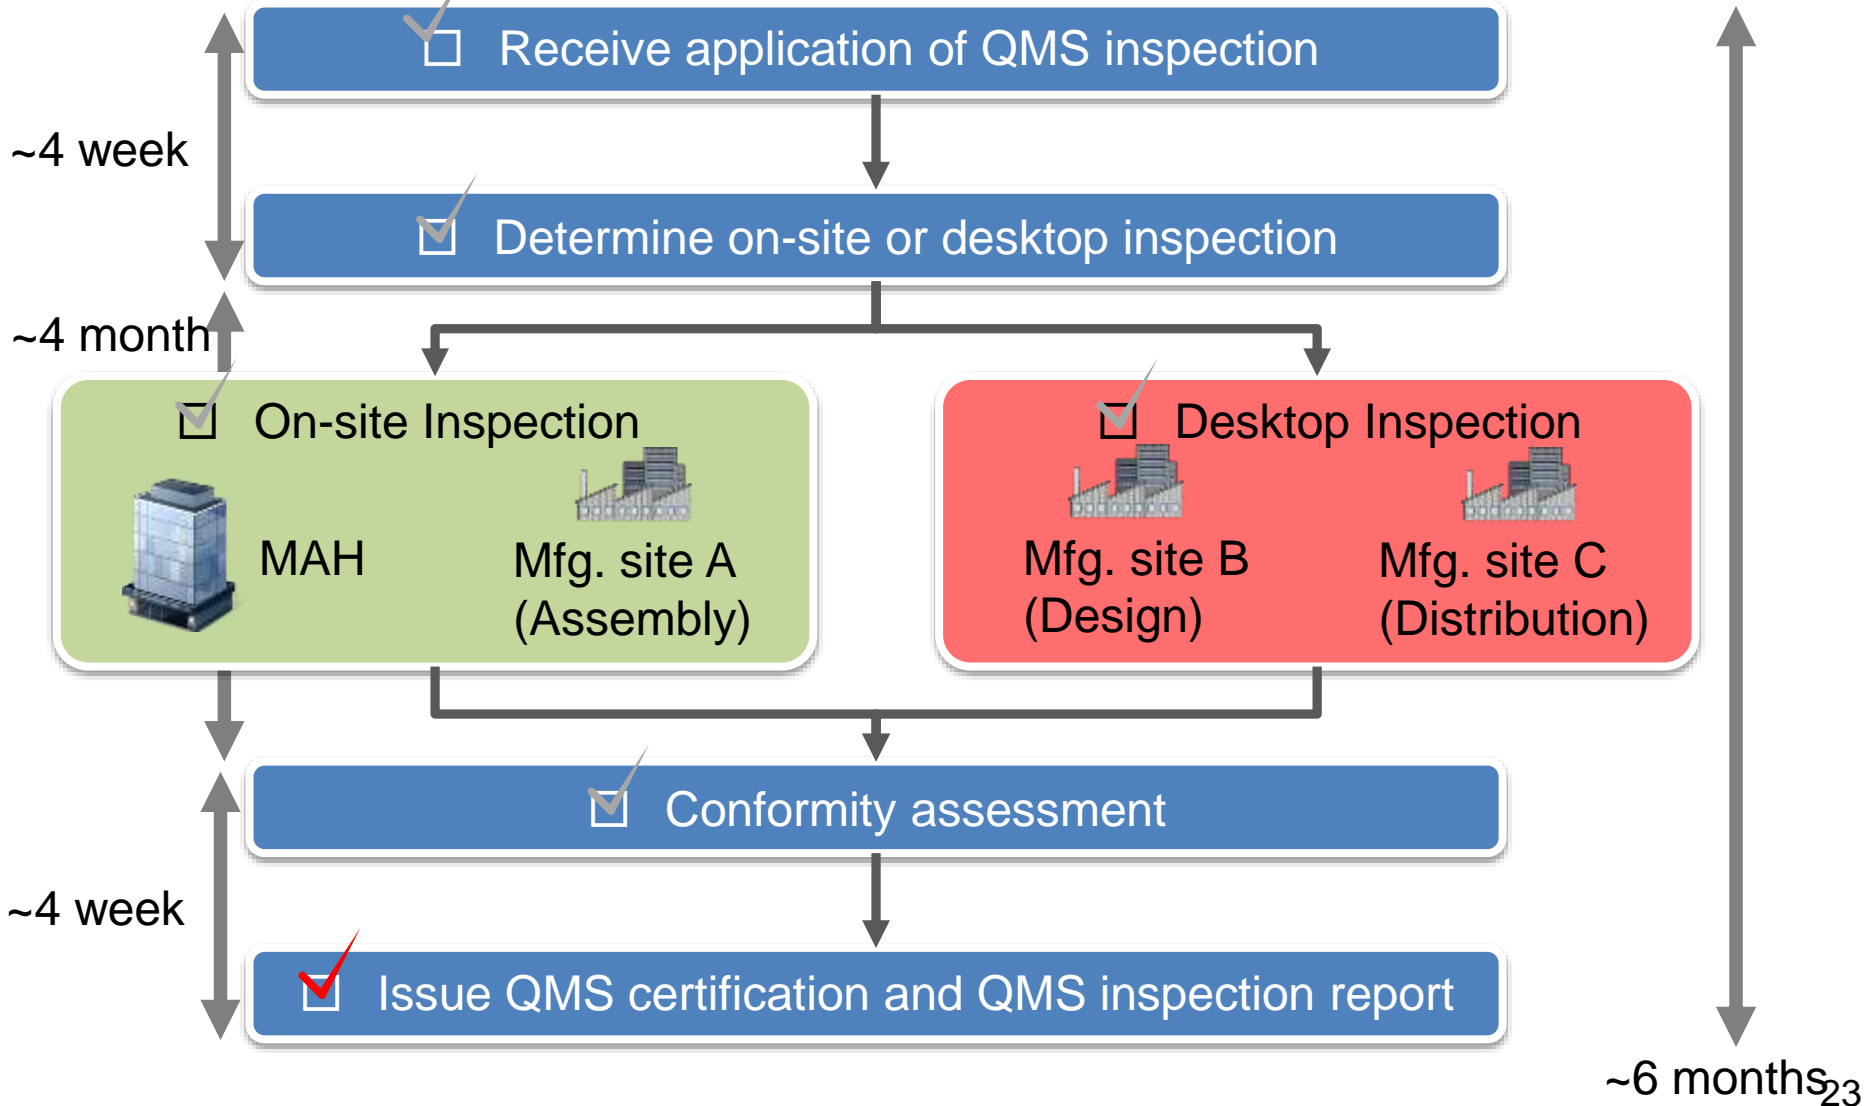 Receive application of QMS inspection
~4 week
Determine on-site or desktop inspection
~4 month
On-site Inspection
MAH
Mfg. site A
(Assembly)
Desktop Inspection
Mfg. site B
(Design)
Mfg. site C
(Distribution)
Conformity assessment
~4 week
Issue QMS certification and QMS inspection report
~6 months
23